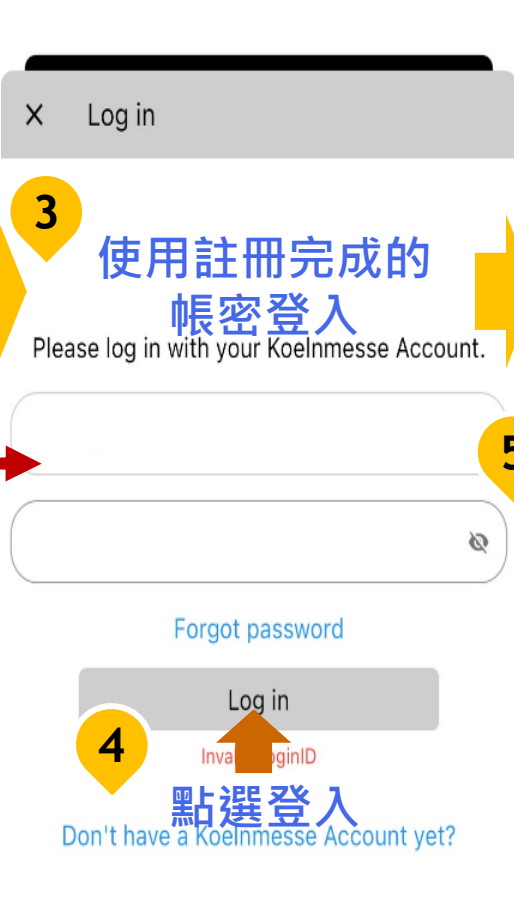 Log in
3
使用註冊完成的
帳密登入
Please log in with your Koelnmesse Account.
5
Forgot password
Log in
4
點選登入
Don't have a Koelnmesse Account yet?